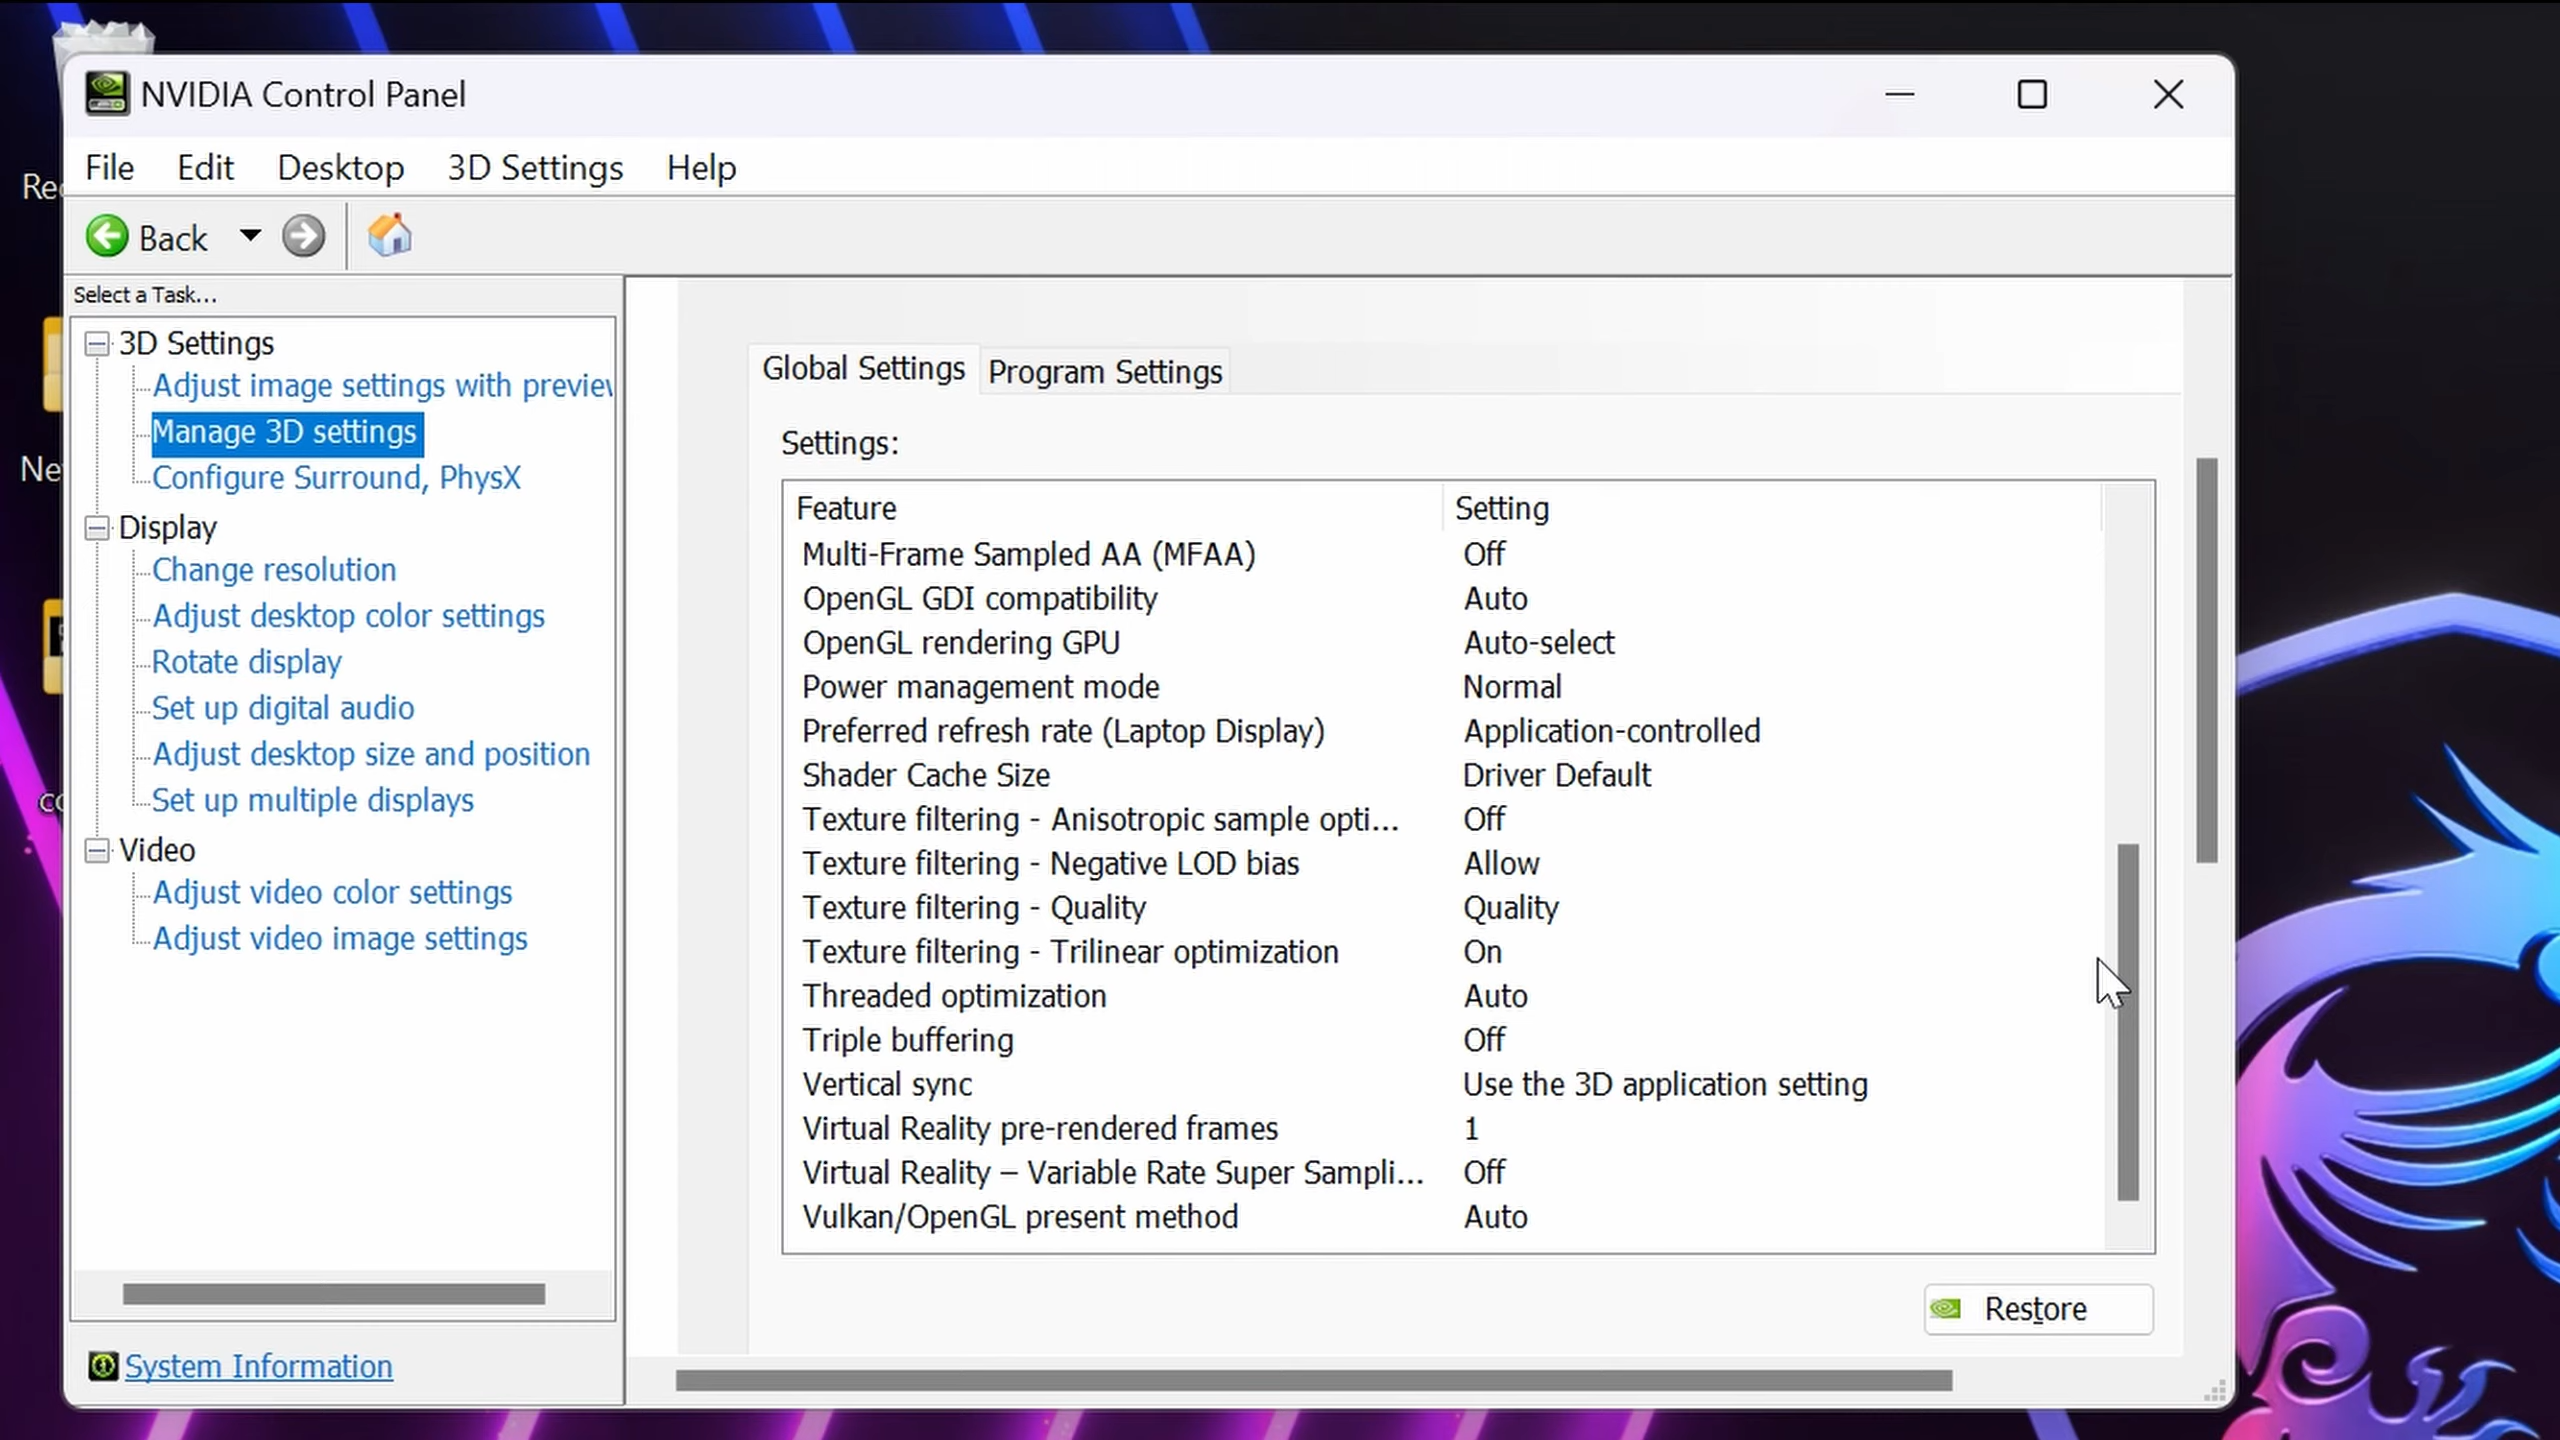 NVIDIA Control Panel
File Edit Desktop 3D Settings Help
Back
Select a Task...
3D Settings
Adjust image settings with preview
Manage 3D settings
Configure Surround, PhysX
Display
Change resolution
Adjust desktop color settings
Rotate display
Set up digital audio
Adjust desktop size and position
Set up multiple displays
Video
Adjust video color settings
Adjust video image settings
System Information
Global Settings Program Settings
Settings:
Feature Setting
Multi-Frame Sampled AA (MFAA) Off
OpenGL GDI compatibility Auto
OpenGL rendering GPU Auto-select
Power management mode Normal
Preferred refresh rate (Laptop Display) Application-controlled
Shader Cache Size Driver Default
Texture filtering - Anisotropic sample opti... Off
Texture filtering - Negative LOD bias Allow
Texture filtering - Quality Quality
Texture filtering - Trilinear optimization On
Threaded optimization Auto
Triple buffering Off
Vertical sync Use the 3D application setting
Virtual Reality pre-rendered frames 1
Virtual Reality – Variable Rate Super Sampli... Off
Vulkan/OpenGL present method Auto
Restore